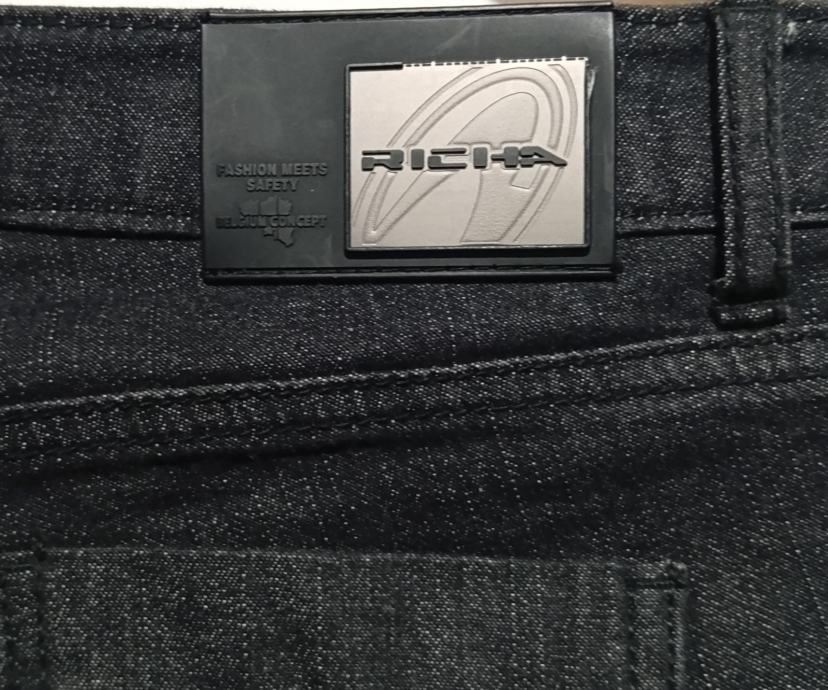 FASHION MEETS
SAFETY
BELGIUM CONCEPT
RICHA